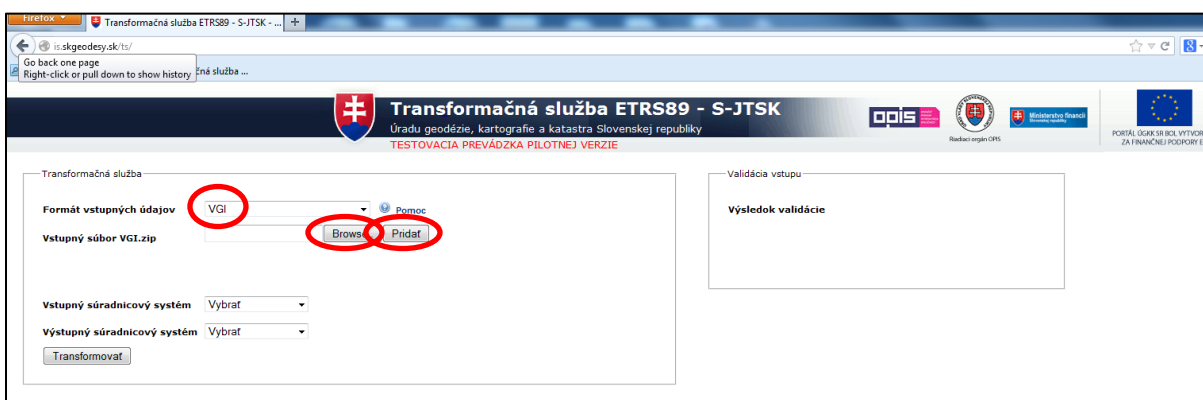 Firefox
Transformačná služba ETRS89 - S-JTSK - ... +
is.skgeodesy.sk/ts/
Go back one page
Right-click or pull down to show history
čná služba ...
Transformačná služba ETRS89 - S-JTSK
Úradu geodézie, kartografie a katastra Slovenskej republiky
TESTOVACIA PREVÁDZKA PILOTNEJ VERZIE
opis
Riadiaci orgán OPIS
Ministerstvo financií
PORTÁL ÚGKK SR BOL VYTVOR
ZA FINANČNEJ PODPORY E
Transformačná služba
Formát vstupných údajov VGI Pomoc
Vstupný súbor VGI.zip Browse Pridať
Vstupný súradnicový systém Vybrať
Výstupný súradnicový systém Vybrať
Transformovať
Validácia vstupu
Výsledok validácie